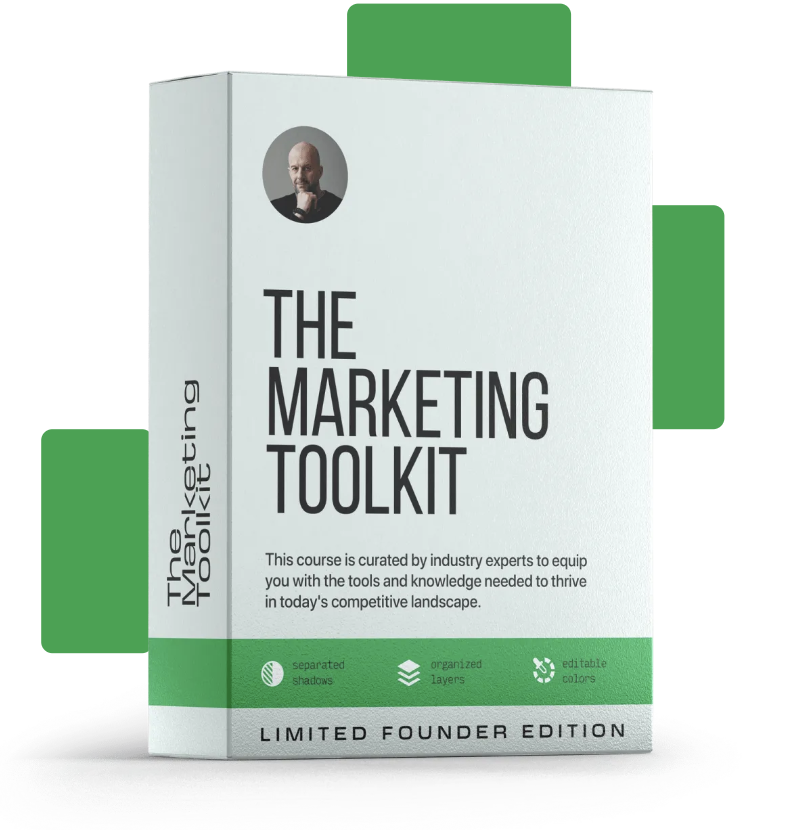 The
Marketing
Toolkit
THE
MARKETING
TOOLKIT
This course is curated by industry experts to equip
you with the tools and knowledge needed to thrive
in today's competitive landscape.
separated
shadows
organized
layers
editable
colors
LIMITED FOUNDER EDITION